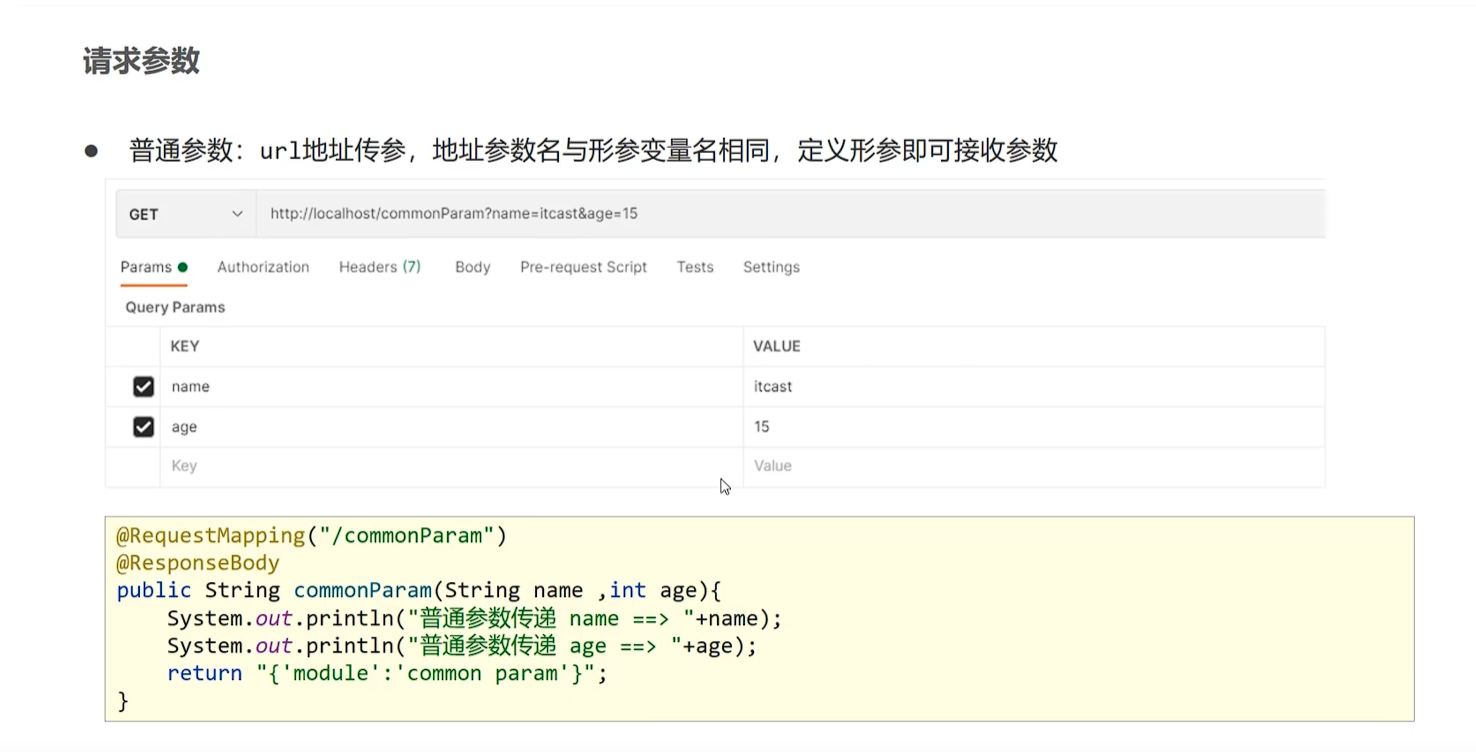 请求参数
● 普通参数：url地址传参，地址参数名与形参变量名相同，定义形参即可接收参数
GET http://localhost/commonParam?name=itcast&age=15
Params Authorization Headers (7) Body Pre-request Script Tests Settings
Query Params
KEY VALUE
name itcast
age 15
Key Value
@RequestMapping("/commonParam")
@ResponseBody
public String commonParam(String name ,int age){
    System.out.println("普通参数传递 name ==> "+name);
    System.out.println("普通参数传递 age ==> "+age);
    return "{'module':'common param'}";
}